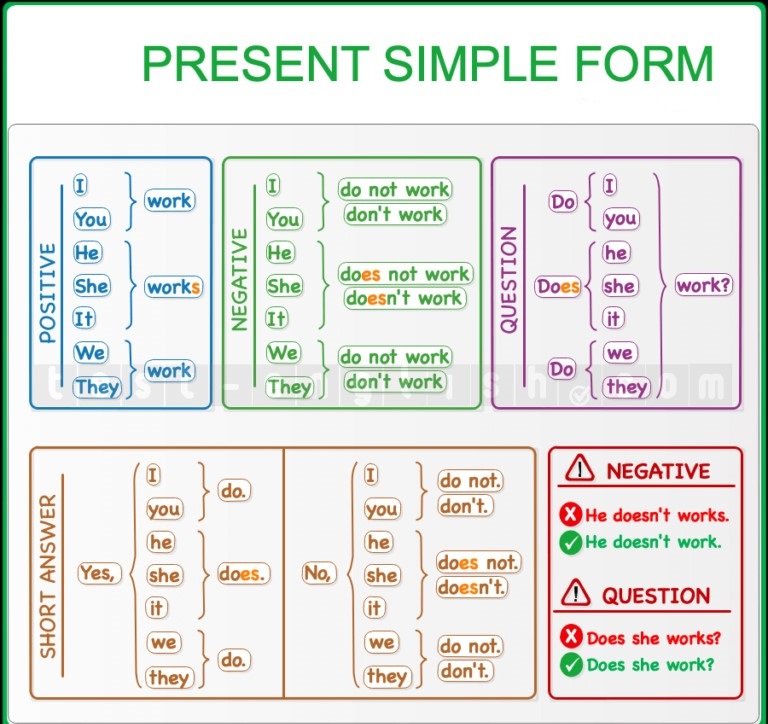 PRESENT SIMPLE FORM
POSITIVE
I
You
work
He
She
It
works
We
They
work
NEGATIVE
I
You
do not work
don't work
He
She
It
does not work
doesn't work
We
They
do not work
don't work
QUESTION
Do
I
you
Does
he
she
it
Do
we
they
work?
test-english.com
SHORT ANSWER
Yes,
I
you
do.
he
she
it
does.
we
they
do.
No,
I
you
do not.
don't.
he
she
it
does not.
doesn't.
we
they
do not.
don't.
NEGATIVE
He doesn't works.
He doesn't work.
QUESTION
Does she works?
Does she work?